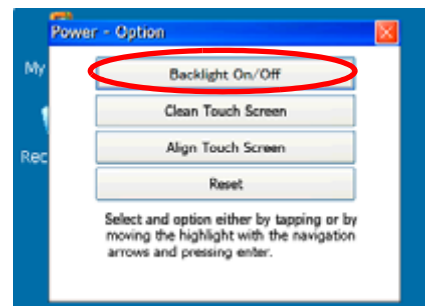 Power - Option
My
Backlight On/Off
Clean Touch Screen
Rec
Align Touch Screen
Reset
Select and option either by tapping or by
moving the highlight with the navigation
arrows and pressing enter.